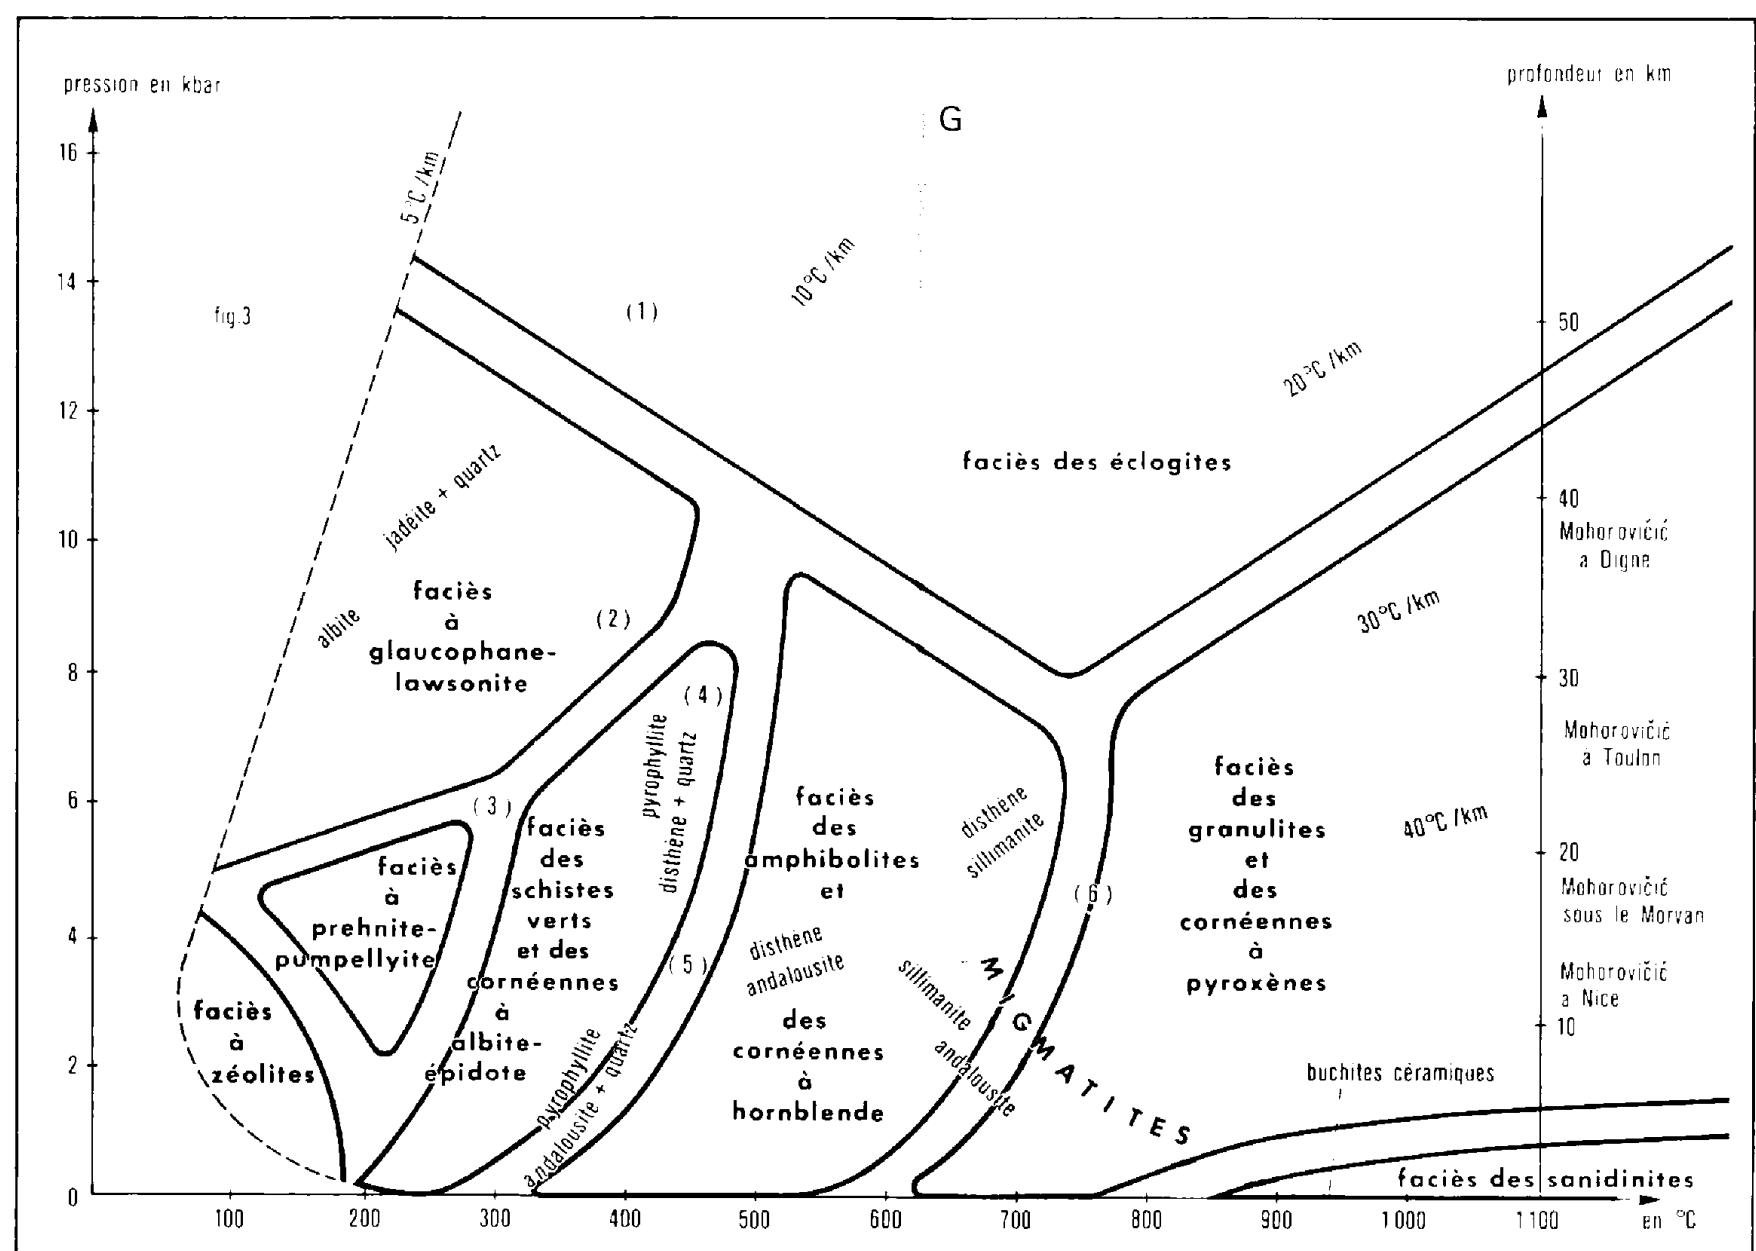 pression en kbar
profondeur en km
G
16
5°C/km
14
fig.3
(1)
10°C/km
50
20°C/km
12
faciès des éclogites
jadéite + quartz
40
Mohorovičić
a Digne
10
30°C/km
faciès
à
glaucophane-
lawsonite
albite
(2)
8
(4)
30
Mohorovičić
à Toulon
pyrophyllite
disthène + quartz
6
(3)
faciès
des
schistes
verts
et des
cornéennes
à
albite-
épidote
faciès
des
amphibolites
et
disthène
sillimanite
faciès
des
granulites
et
des
cornéennes
à
pyroxènes
40°C/km
20
faciès
à
prehnite-
pumpellyite
(6)
Mohorovičić
sous le Morvan
4
(5)
disthène
andalousite
sillimanite
andalousite
MIGMATITES
Mohorovičić
a Nice
10
faciès
à
zéolites
des
cornéennes
à
hornblende
2
pyrophyllite
andalousite + quartz
buchites céramiques
faciès des sanidinites
0
100
200
300
400
500
600
700
800
900
1000
1100
en °C